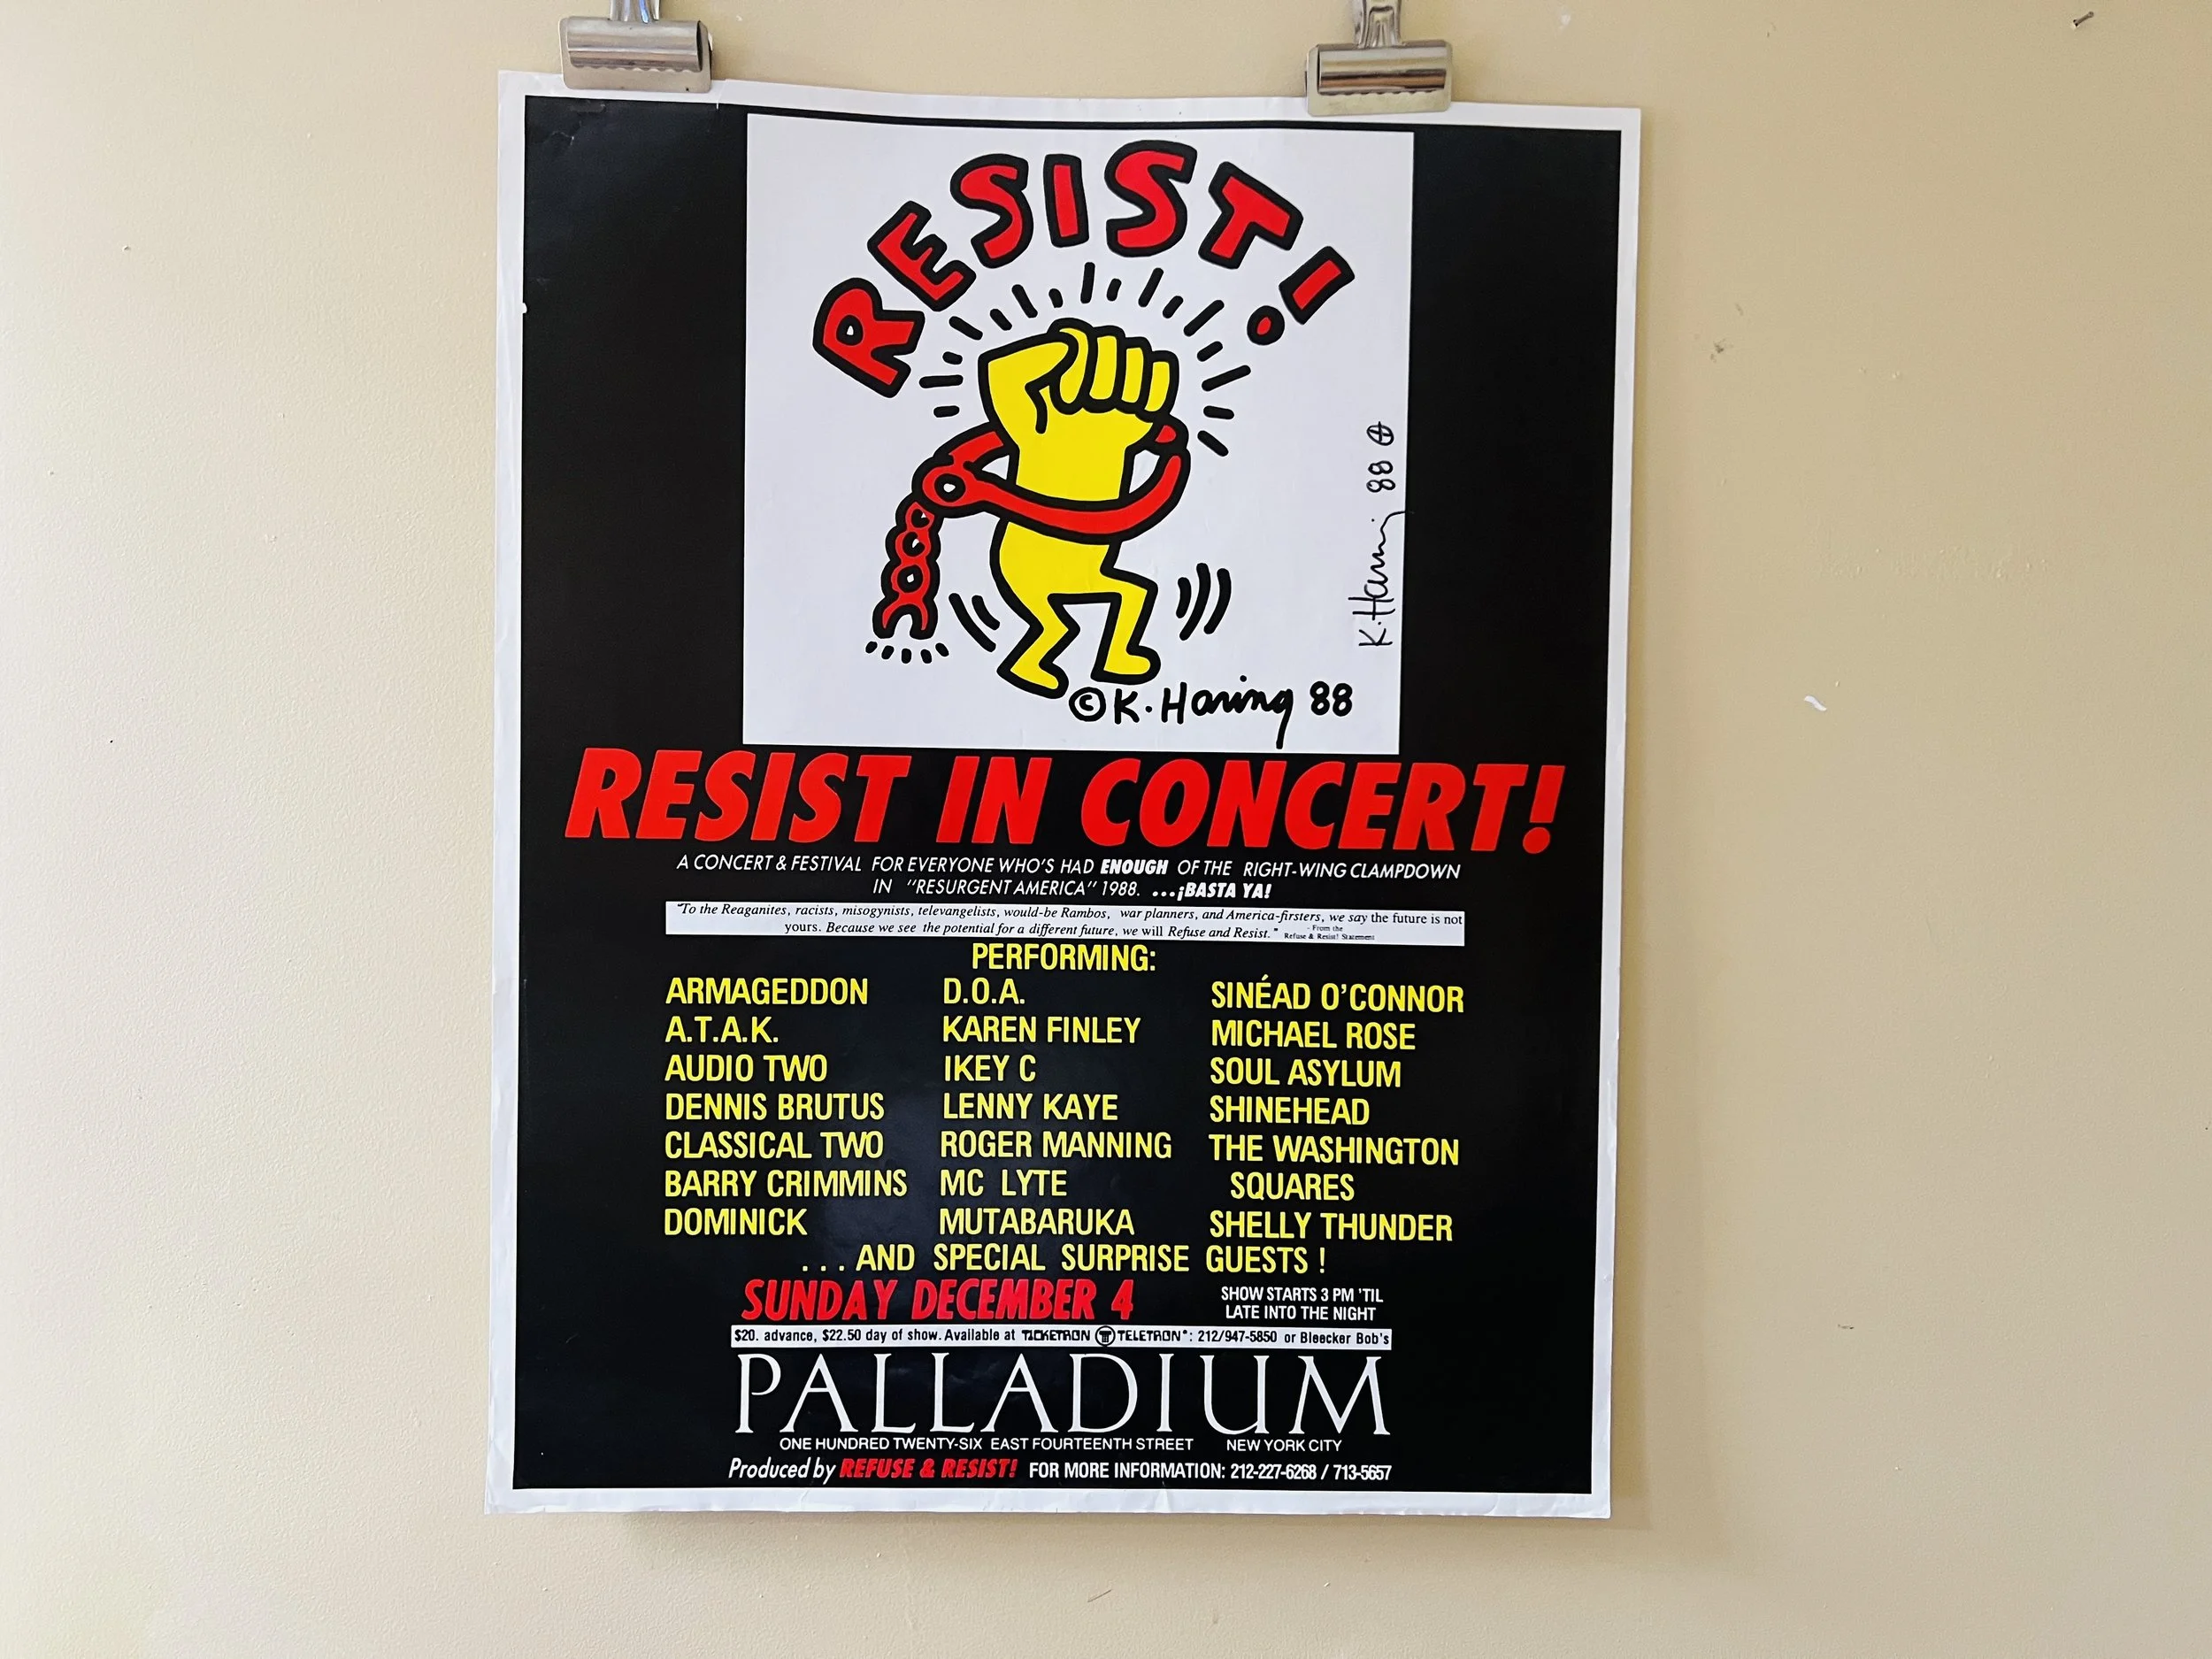 RESIST!
K. Haring 88
©K. Haring 88
RESIST IN CONCERT!
A CONCERT & FESTIVAL FOR EVERYONE WHO'S HAD ENOUGH OF THE RIGHT-WING CLAMPDOWN
IN "RESURGENT AMERICA" 1988. ...¡BASTA YA!
"To the Reaganites, racists, misogynists, televangelists, would-be Rambos, war planners, and America-firsters, we say the future is not
yours. Because we see the potential for a different future, we will Refuse and Resist." - From the
Refuse & Resist! Statement
PERFORMING:
ARMAGEDDON
A.T.A.K.
AUDIO TWO
DENNIS BRUTUS
CLASSICAL TWO
BARRY CRIMMINS
DOMINICK
D.O.A.
KAREN FINLEY
IKEY C
LENNY KAYE
ROGER MANNING
MC LYTE
MUTABARUKA
SINÉAD O'CONNOR
MICHAEL ROSE
SOUL ASYLUM
SHINEHEAD
THE WASHINGTON
SQUARES
SHELLY THUNDER
...AND SPECIAL SURPRISE GUESTS!
SUNDAY DECEMBER 4
SHOW STARTS 3 PM 'TIL
LATE INTO THE NIGHT
$20. advance, $22.50 day of show. Available at TICKETRON T TELETRON*: 212/947-5850 or Bleecker Bob's
PALLADIUM
ONE HUNDRED TWENTY-SIX EAST FOURTEENTH STREET NEW YORK CITY
Produced by REFUSE & RESIST! FOR MORE INFORMATION: 212-227-6268 / 713-5657